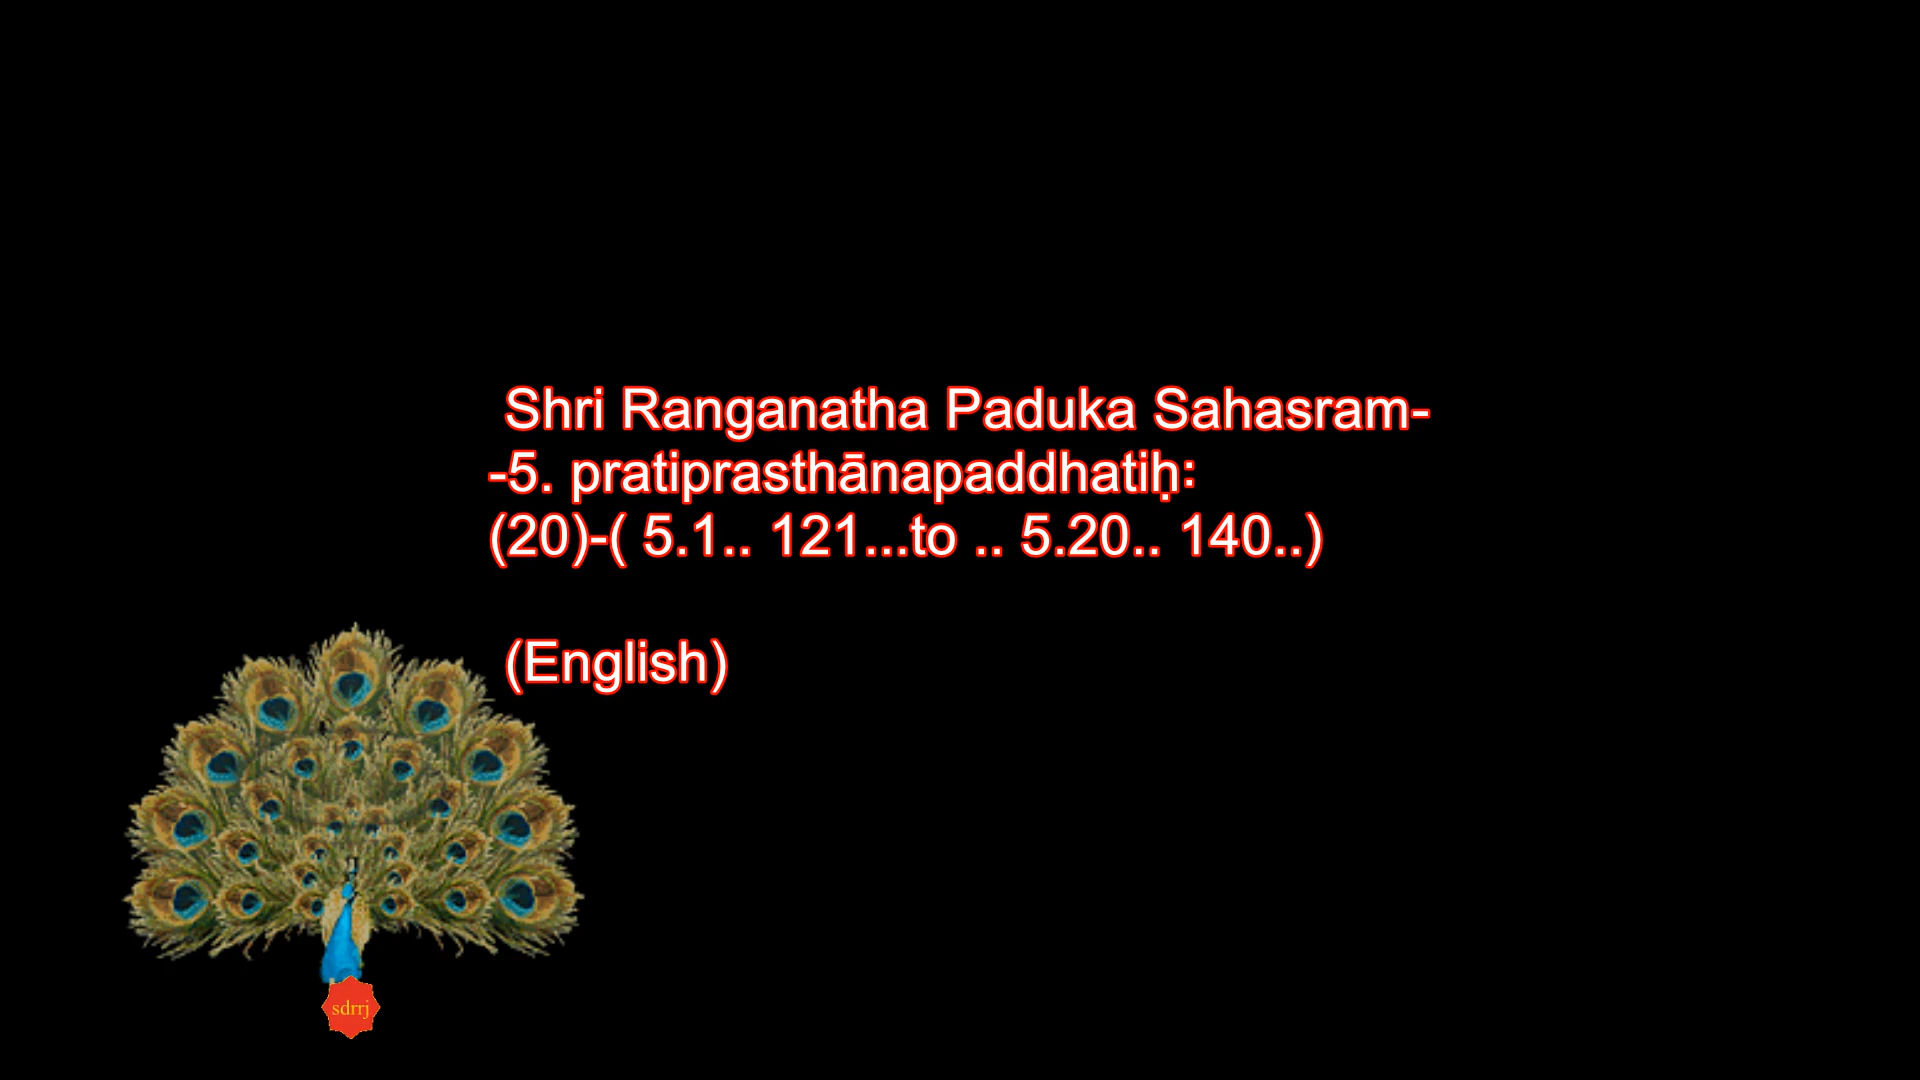 Shri Ranganatha Paduka Sahasram-
-5. pratiprasthānapaddhatiḥ:
(20)-( 5.1.. 121...to .. 5.20.. 140..)
(English)
sdrrj